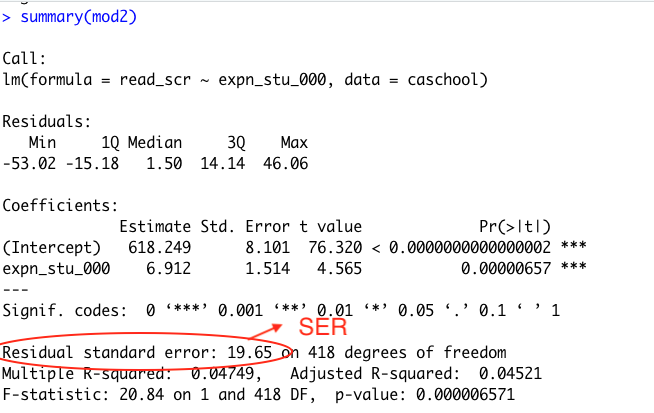 > summary(mod2)
Call:
lm(formula = read_scr ~ expn_stu_000, data = caschool)
Residuals:
Min 1Q Median 3Q Max
-53.02 -15.18 1.50 14.14 46.06
Coefficients:
Estimate Std. Error t value Pr(>|t|)
(Intercept) 618.249 8.101 76.320 < 0.0000000000000002 ***
expn_stu_000 6.912 1.514 4.565 0.00000657 ***
---
Signif. codes: 0 ‘***’ 0.001 ‘**’ 0.01 ‘*’ 0.05 ‘.’ 0.1 ‘ ’ 1
SER
Residual standard error: 19.65 on 418 degrees of freedom
Multiple R-squared: 0.04749, Adjusted R-squared: 0.04521
F-statistic: 20.84 on 1 and 418 DF, p-value: 0.000006571